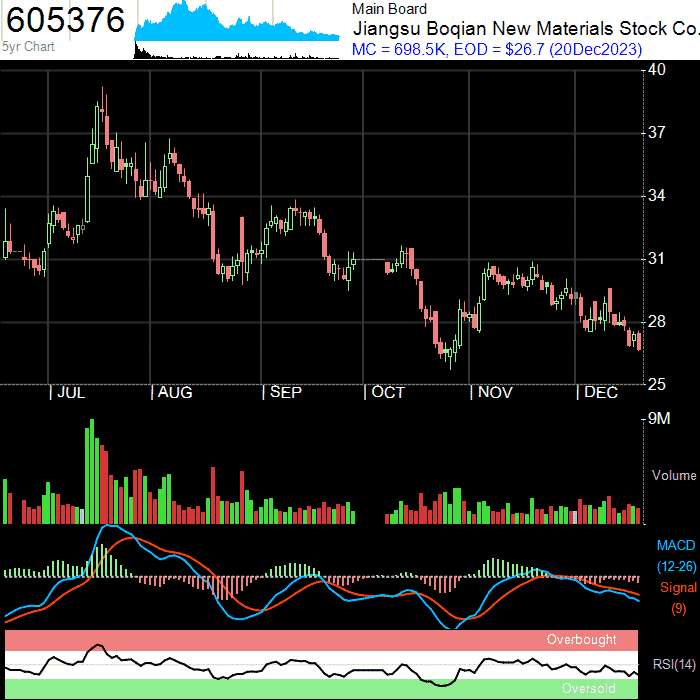 605376
5yr Chart
Main Board
Jiangsu Boqian New Materials Stock Co.
MC = 698.5K, EOD = $26.7 (20Dec2023)
40
37
34
31
28
25
| JUL | AUG | SEP | OCT | NOV | DEC
9M
Volume
MACD
(12-26)
Signal
(9)
Overbought
RSI(14)
Oversold